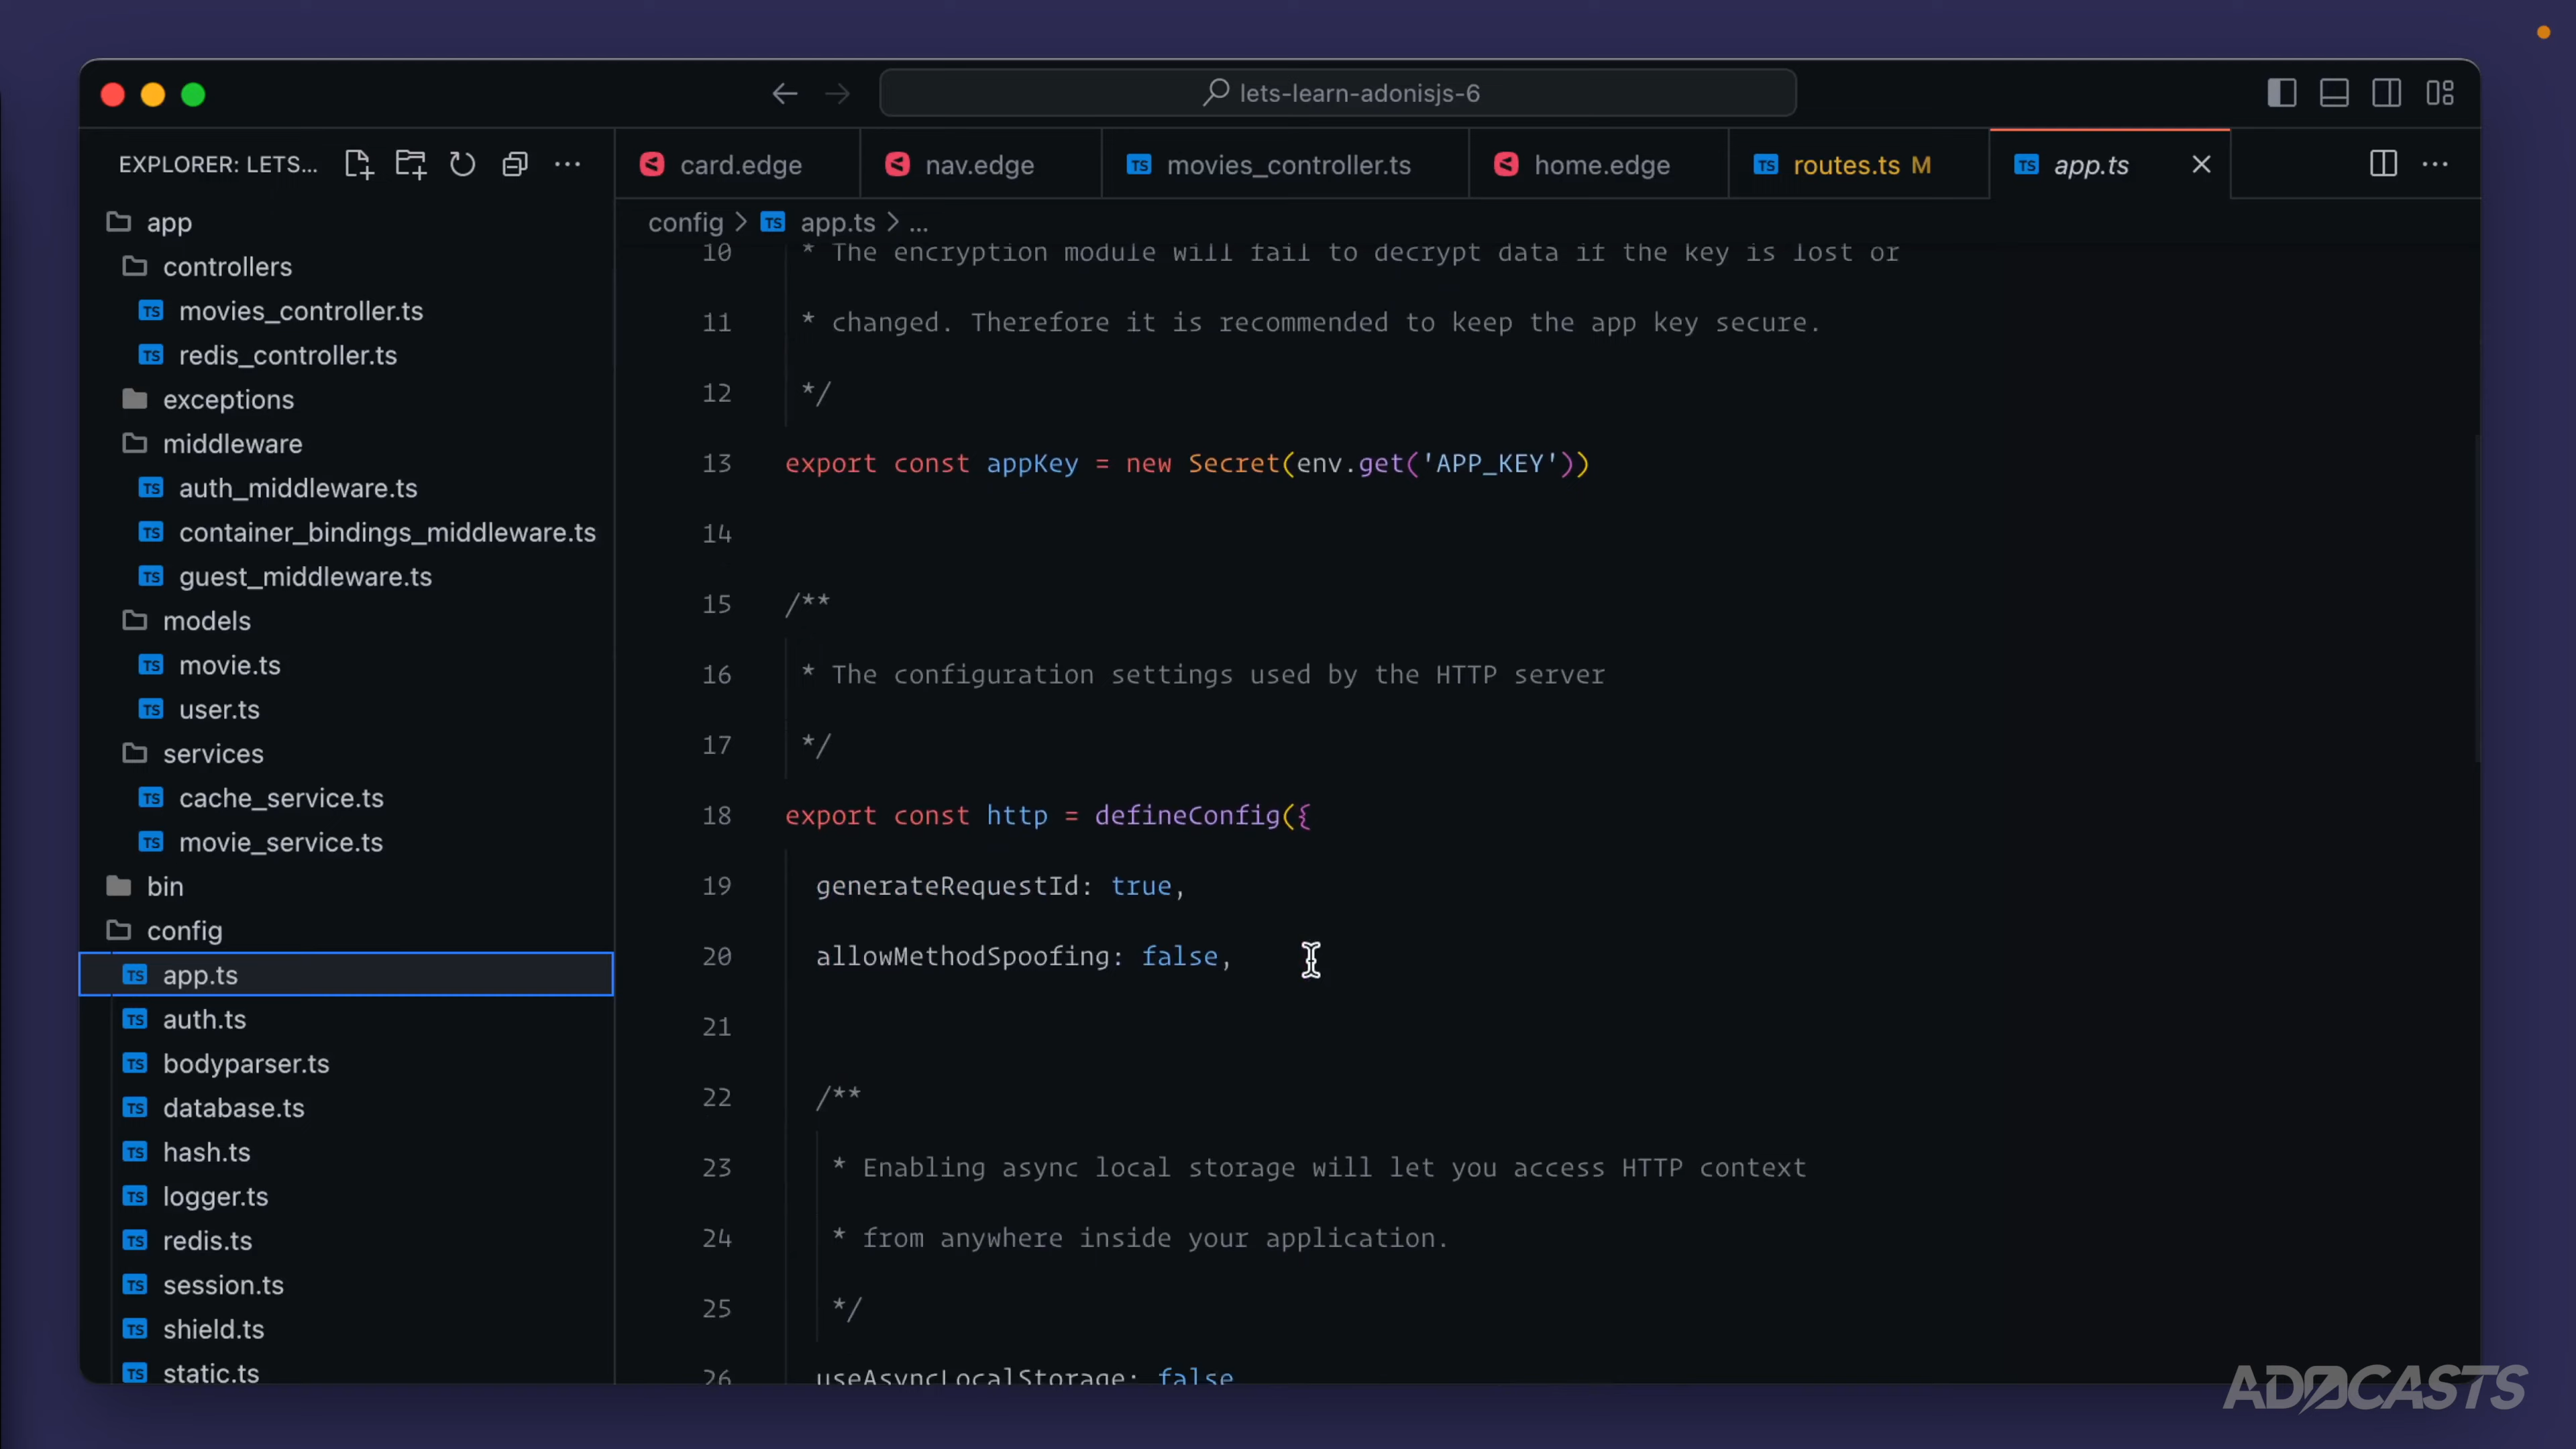 lets-learn-adonisjs-6
EXPLORER: LETS...
app
controllers
movies_controller.ts
redis_controller.ts
exceptions
middleware
auth_middleware.ts
container_bindings_middleware.ts
guest_middleware.ts
models
movie.ts
user.ts
services
cache_service.ts
movie_service.ts
bin
config
app.ts
auth.ts
bodyparser.ts
database.ts
hash.ts
logger.ts
redis.ts
session.ts
shield.ts
static.ts
card.edge
nav.edge
TS movies_controller.ts
home.edge
TS routes.ts M
TS app.ts
config > TS app.ts > ...
10 * The encryption module will fail to decrypt data if the key is lost or
11 * changed. Therefore it is recommended to keep the app key secure.
12 */
13 export const appKey = new Secret(env.get('APP_KEY'))
14
15 /**
16 * The configuration settings used by the HTTP server
17 */
18 export const http = defineConfig({
19 generateRequestId: true,
20 allowMethodSpoofing: false,
21
22 /**
23 * Enabling async local storage will let you access HTTP context
24 * from anywhere inside your application.
25 */
26 useAsyncLocalStorage: false
ADOCASTS